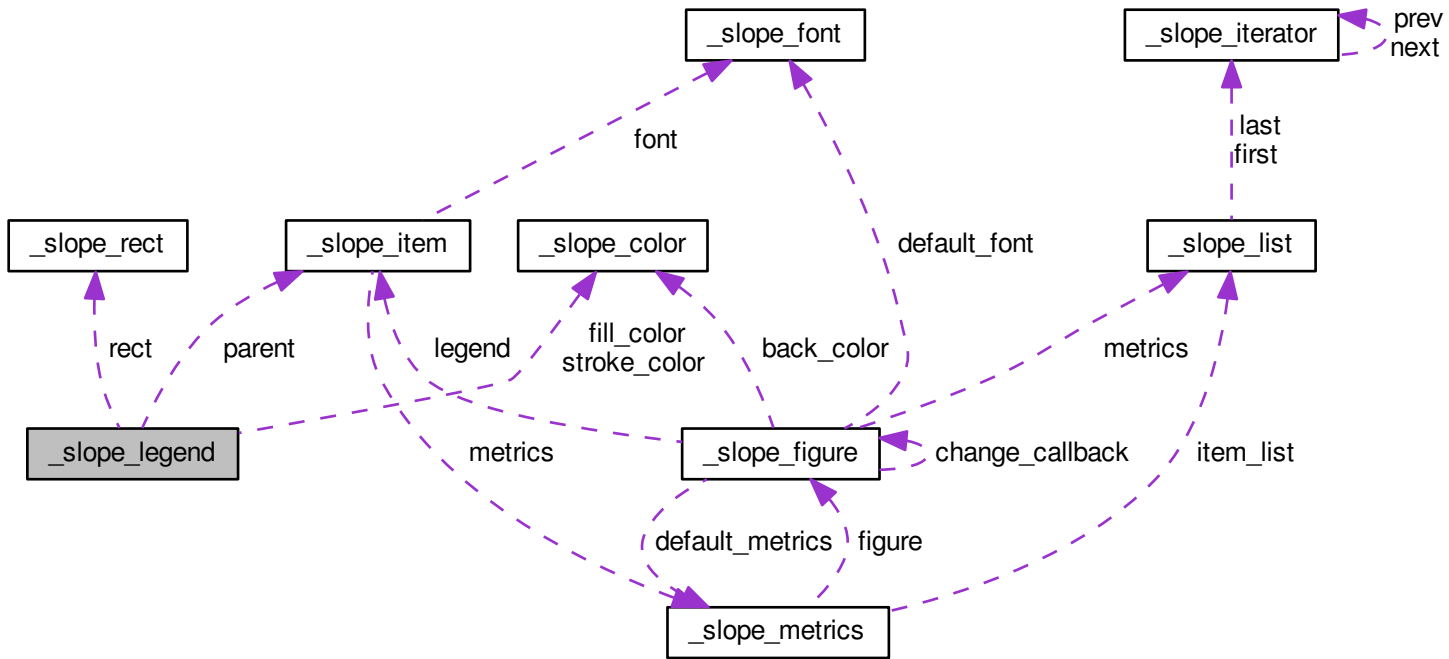 _slope_font
_slope_iterator
prev
next
font
last
first
_slope_rect
_slope_item
_slope_color
default_font
_slope_list
rect
parent
legend
fill_color
stroke_color
back_color
metrics
_slope_legend
metrics
_slope_figure
change_callback
item_list
default_metrics
figure
_slope_metrics